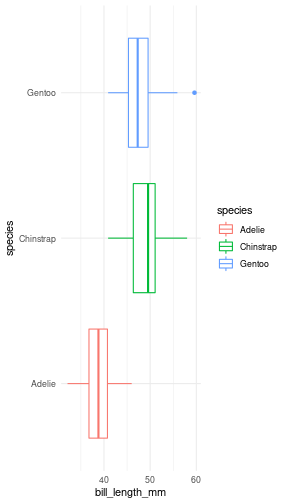 Gentoo
Chinstrap
Adelie
species
40 50 60
bill_length_mm
species
Adelie
Chinstrap
Gentoo